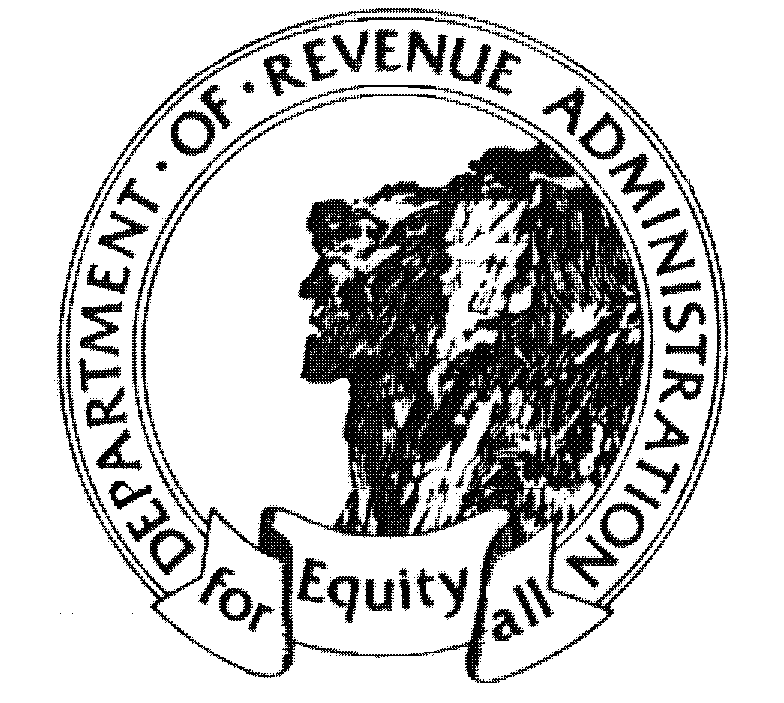 DEPARTMENT · OF · REVENUE ADMINISTRATION
for Equity all